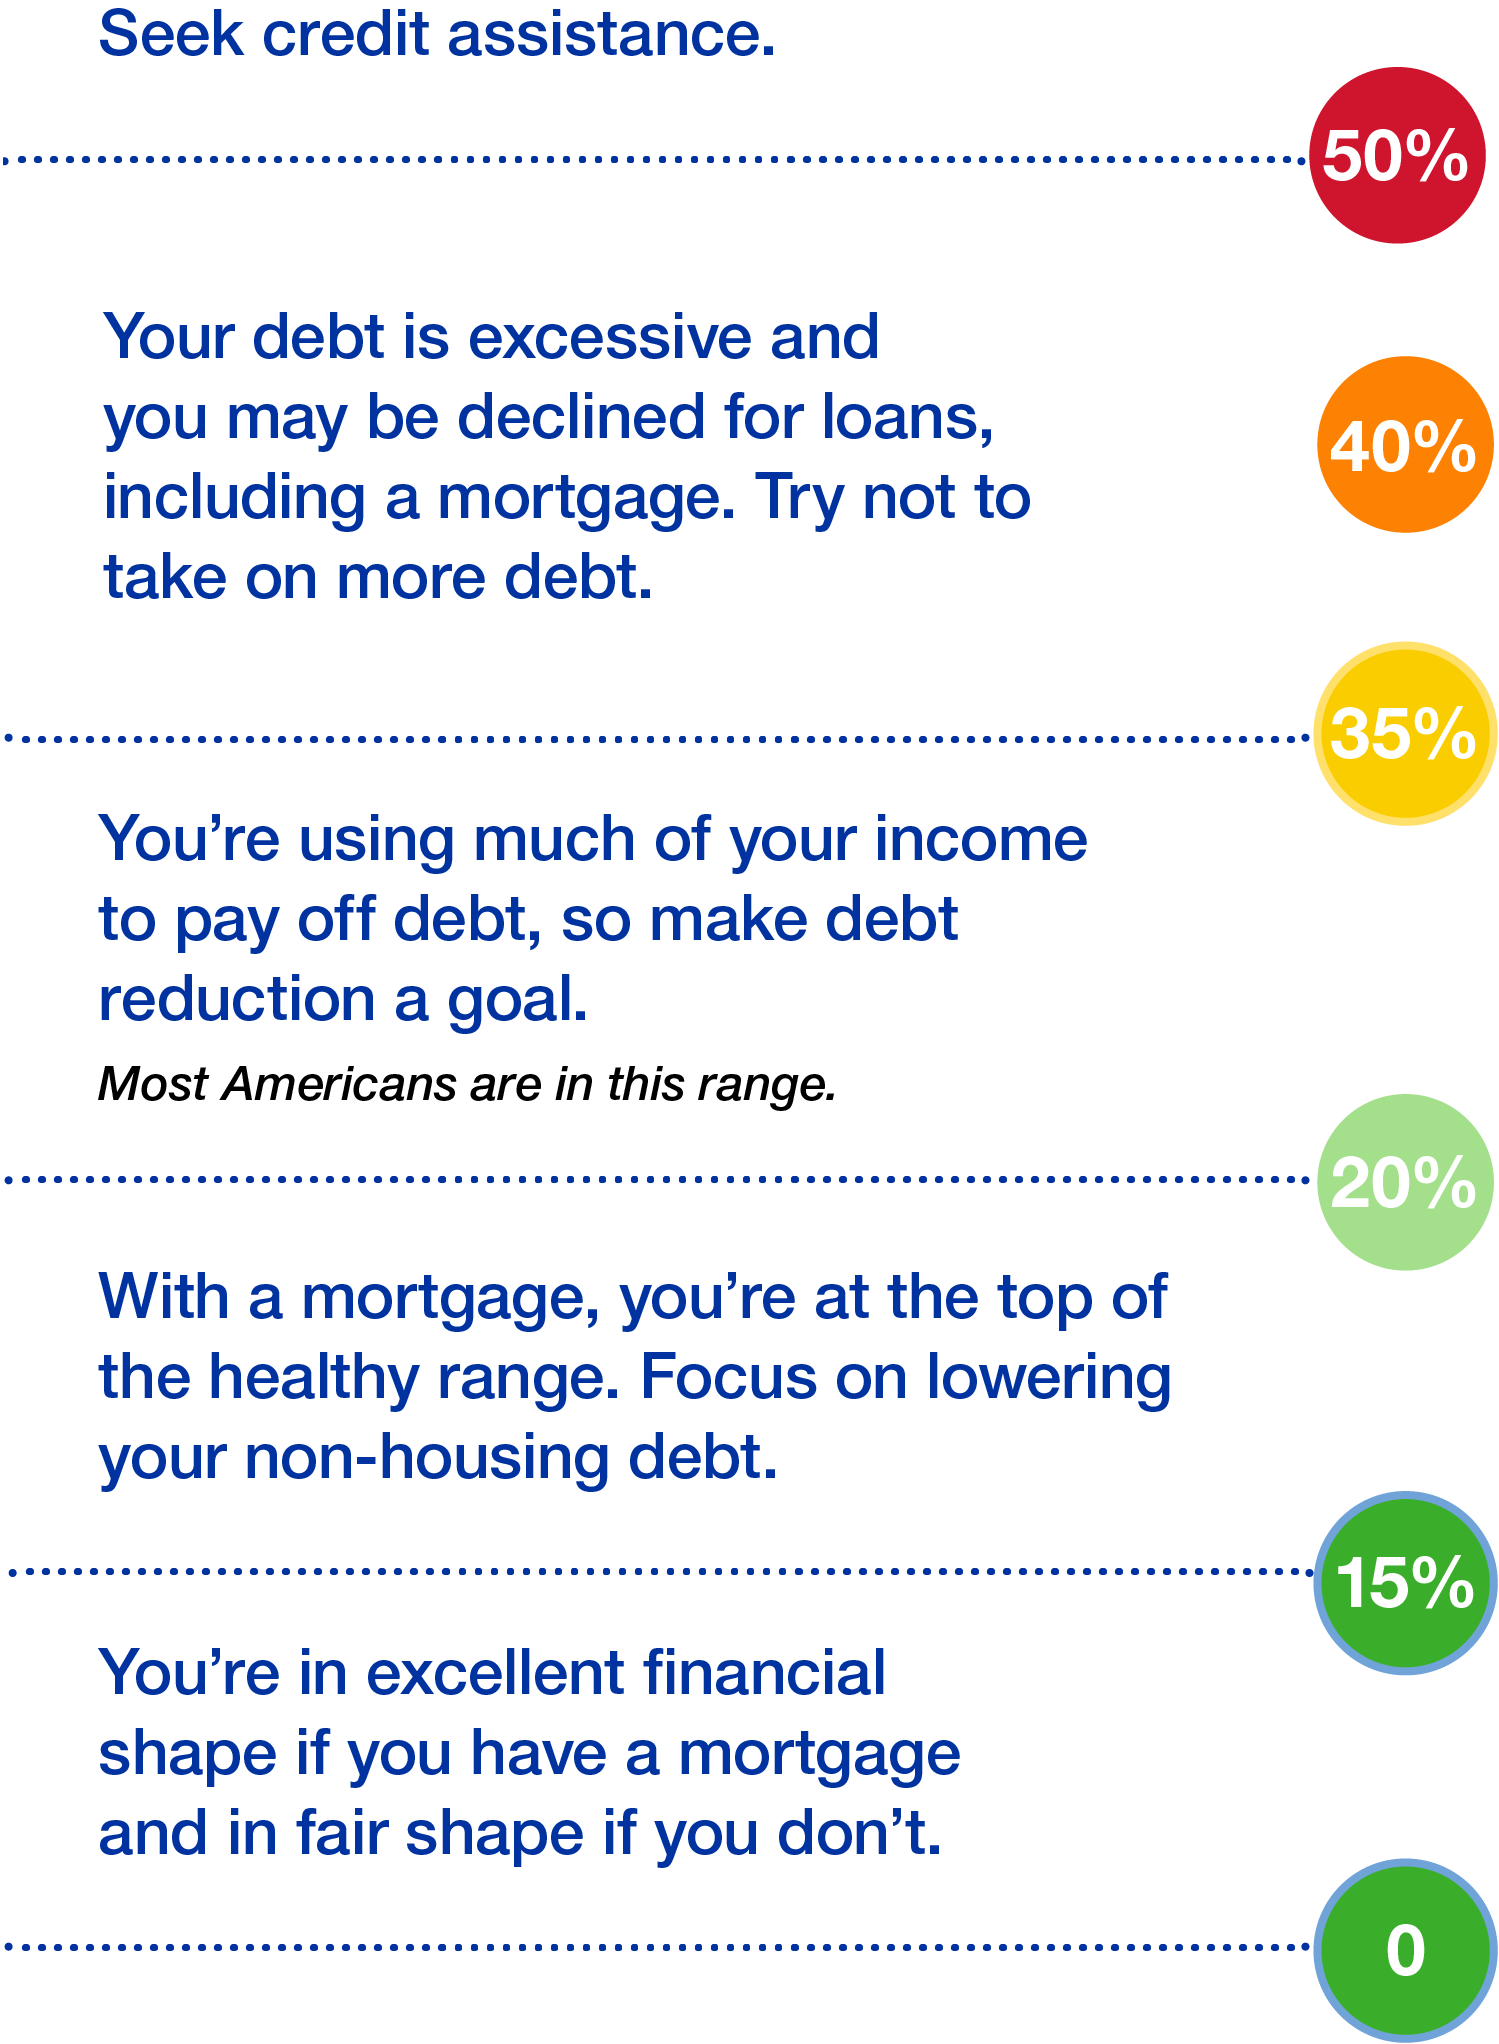 Seek credit assistance.
50%
Your debt is excessive and
you may be declined for loans,
including a mortgage. Try not to
take on more debt.
40%
35%
You’re using much of your income
to pay off debt, so make debt
reduction a goal.
Most Americans are in this range.
20%
With a mortgage, you’re at the top of
the healthy range. Focus on lowering
your non-housing debt.
15%
You’re in excellent financial
shape if you have a mortgage
and in fair shape if you don’t.
0